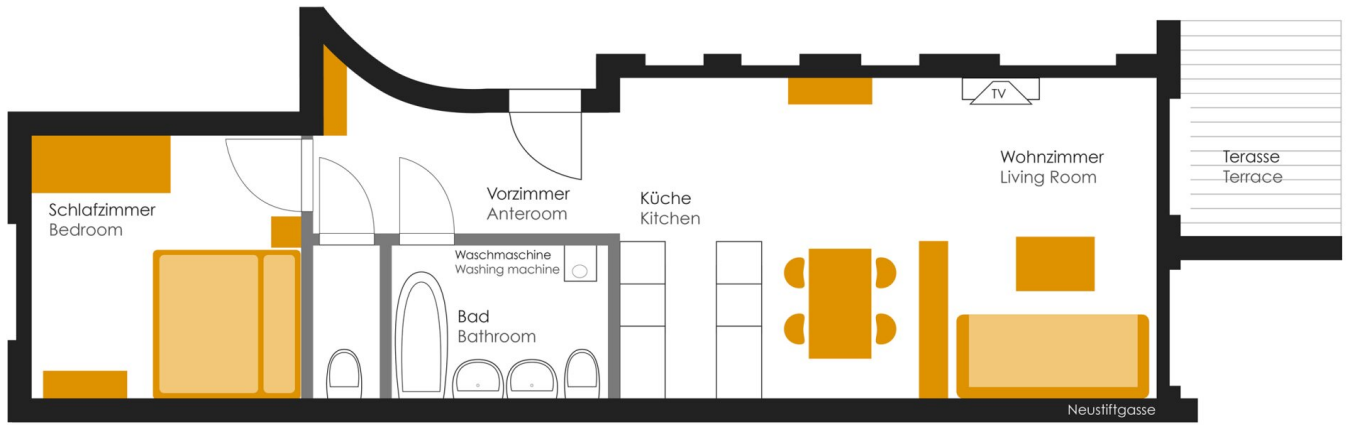 TV
Wohnzimmer
Living Room
Terasse
Terrace
Vorzimmer
Anteroom
Küche
Kitchen
Schlafzimmer
Bedroom
Waschmaschine
Washing machine
Bad
Bathroom
Neustiftgasse